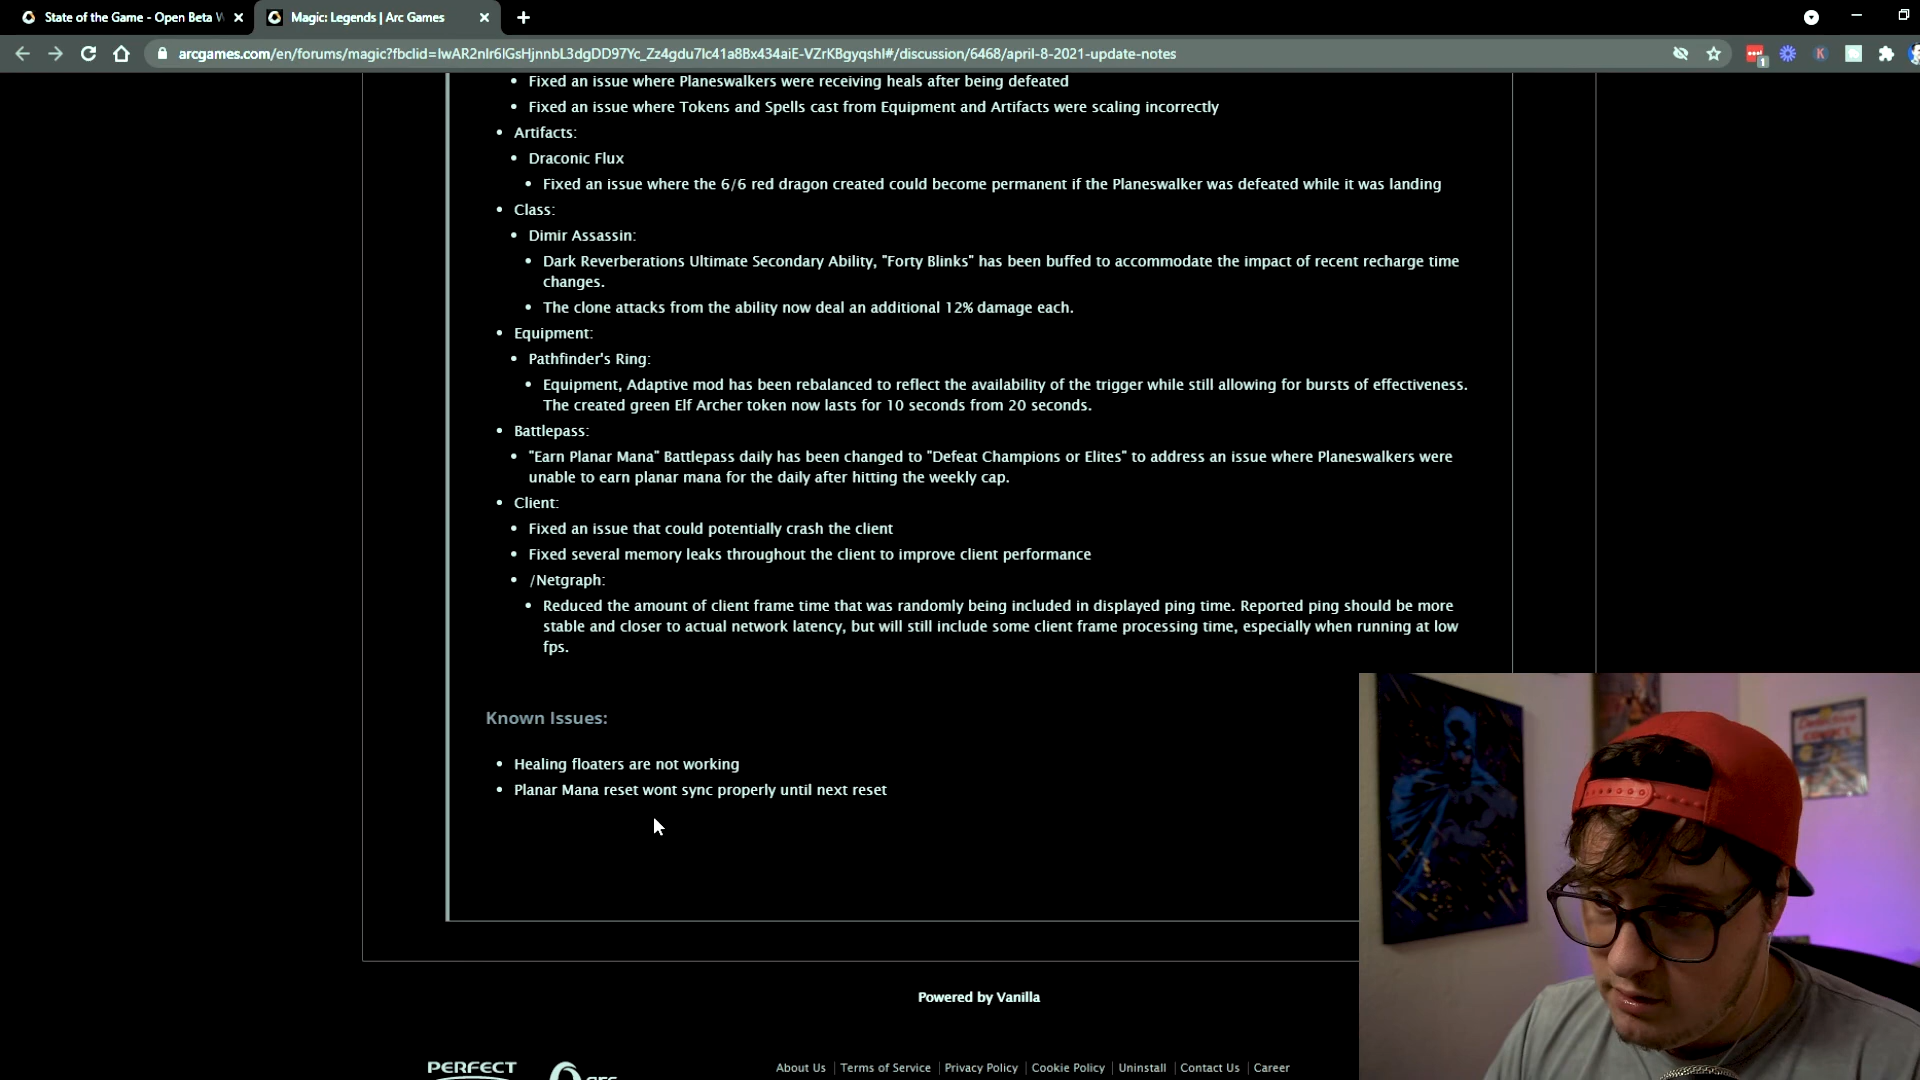 State of the Game - Open Beta
Magic: Legends | Arc Games
arcgames.com/en/forums/magic?fbclid=IwAR2nlr6lGsHjnnbL3dgDD97Yc_Zz4gdu7lc41a8Bx434aiE-VZrKBgyqshI#/discussion/6468/april-8-2021-update-notes
1
K
• Fixed an issue where Planeswalkers were receiving heals after being defeated
• Fixed an issue where Tokens and Spells cast from Equipment and Artifacts were scaling incorrectly
• Artifacts:
• Draconic Flux
• Fixed an issue where the 6/6 red dragon created could become permanent if the Planeswalker was defeated while it was landing
• Class:
• Dimir Assassin:
• Dark Reverberations Ultimate Secondary Ability, "Forty Blinks" has been buffed to accommodate the impact of recent recharge time
changes.
• The clone attacks from the ability now deal an additional 12% damage each.
• Equipment:
• Pathfinder's Ring:
• Equipment, Adaptive mod has been rebalanced to reflect the availability of the trigger while still allowing for bursts of effectiveness.
The created green Elf Archer token now lasts for 10 seconds from 20 seconds.
• Battlepass:
• "Earn Planar Mana" Battlepass daily has been changed to "Defeat Champions or Elites" to address an issue where Planeswalkers were
unable to earn planar mana for the daily after hitting the weekly cap.
• Client:
• Fixed an issue that could potentially crash the client
• Fixed several memory leaks throughout the client to improve client performance
• /Netgraph:
• Reduced the amount of client frame time that was randomly being included in displayed ping time. Reported ping should be more
stable and closer to actual network latency, but will still include some client frame processing time, especially when running at low
fps.
Known Issues:
• Healing floaters are not working
• Planar Mana reset wont sync properly until next reset
Powered by Vanilla
PERFECT
About Us | Terms of Service | Privacy Policy | Cookie Policy | Uninstall | Contact Us | Career